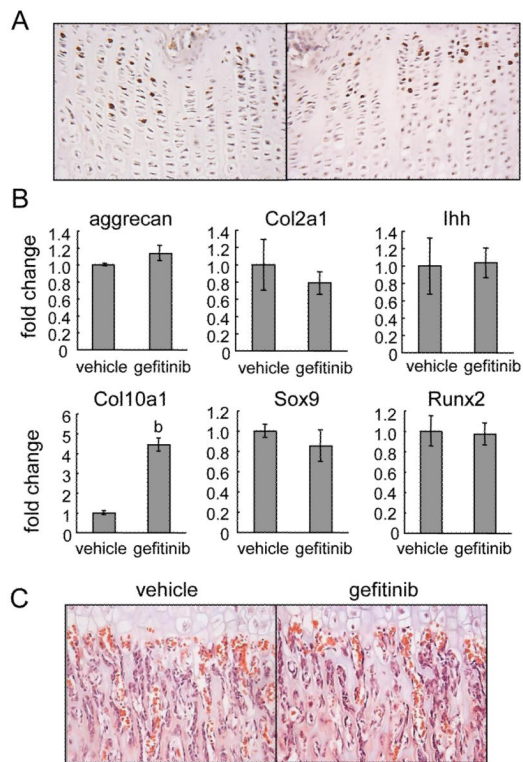 A
B
aggrecan Col2a1 Ihh
fold change
1.4 1.4 1.4
1.2 1.2 1.2
1.0 1.0 1.0
0.8 0.8 0.8
0.6 0.6 0.6
0.4 0.4 0.4
0.2 0.2 0.2
0 0 0
vehicle gefitinib vehicle gefitinib vehicle gefitinib
Col10a1 Sox9 Runx2
fold change
6 1.2 1.2
5 1.0 1.0
4 0.8 0.8
3 0.6 0.6
2 0.4 0.4
1 0.2 0.2
0 0 0
b
vehicle gefitinib vehicle gefitinib vehicle gefitinib
C
vehicle gefitinib